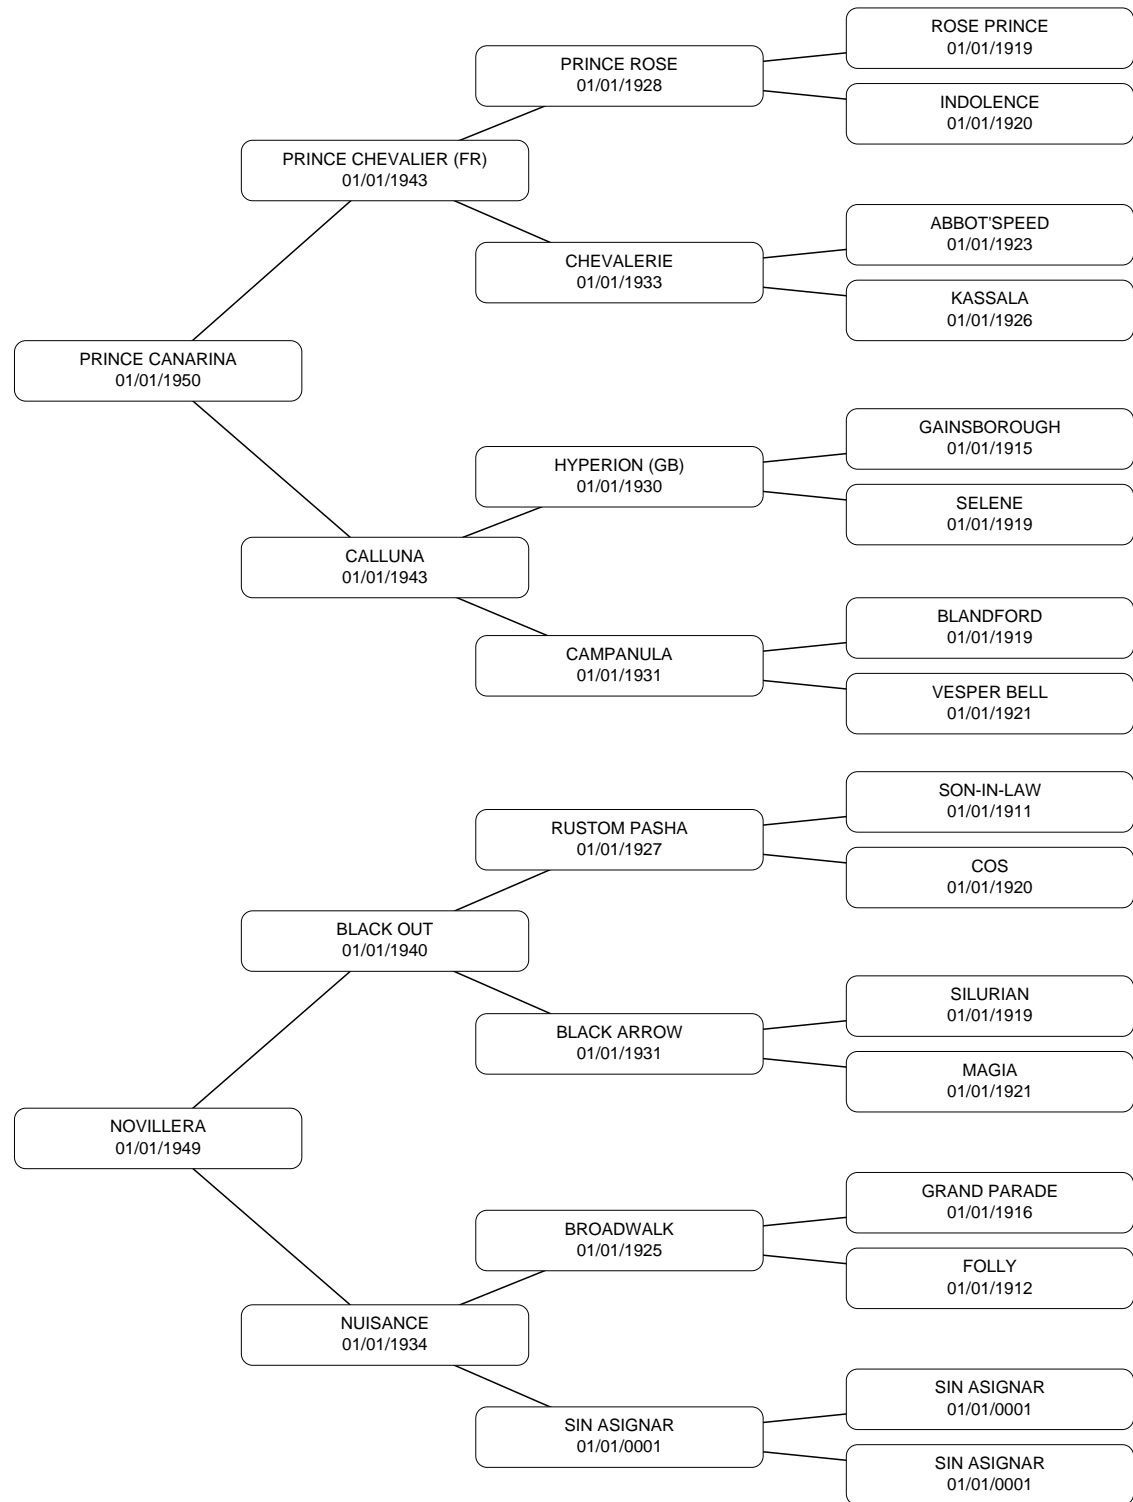 ROSE PRINCE
01/01/1919
PRINCE ROSE
01/01/1928
INDOLENCE
01/01/1920
PRINCE CHEVALIER (FR)
01/01/1943
ABBOT'SPEED
01/01/1923
CHEVALERIE
01/01/1933
KASSALA
01/01/1926
PRINCE CANARINA
01/01/1950
GAINSBOROUGH
01/01/1915
HYPERION (GB)
01/01/1930
SELENE
01/01/1919
CALLUNA
01/01/1943
BLANDFORD
01/01/1919
CAMPANULA
01/01/1931
VESPER BELL
01/01/1921
SON-IN-LAW
01/01/1911
RUSTOM PASHA
01/01/1927
COS
01/01/1920
BLACK OUT
01/01/1940
SILURIAN
01/01/1919
BLACK ARROW
01/01/1931
MAGIA
01/01/1921
NOVILLERA
01/01/1949
GRAND PARADE
01/01/1916
BROADWALK
01/01/1925
FOLLY
01/01/1912
NUISANCE
01/01/1934
SIN ASIGNAR
01/01/0001
SIN ASIGNAR
01/01/0001
SIN ASIGNAR
01/01/0001